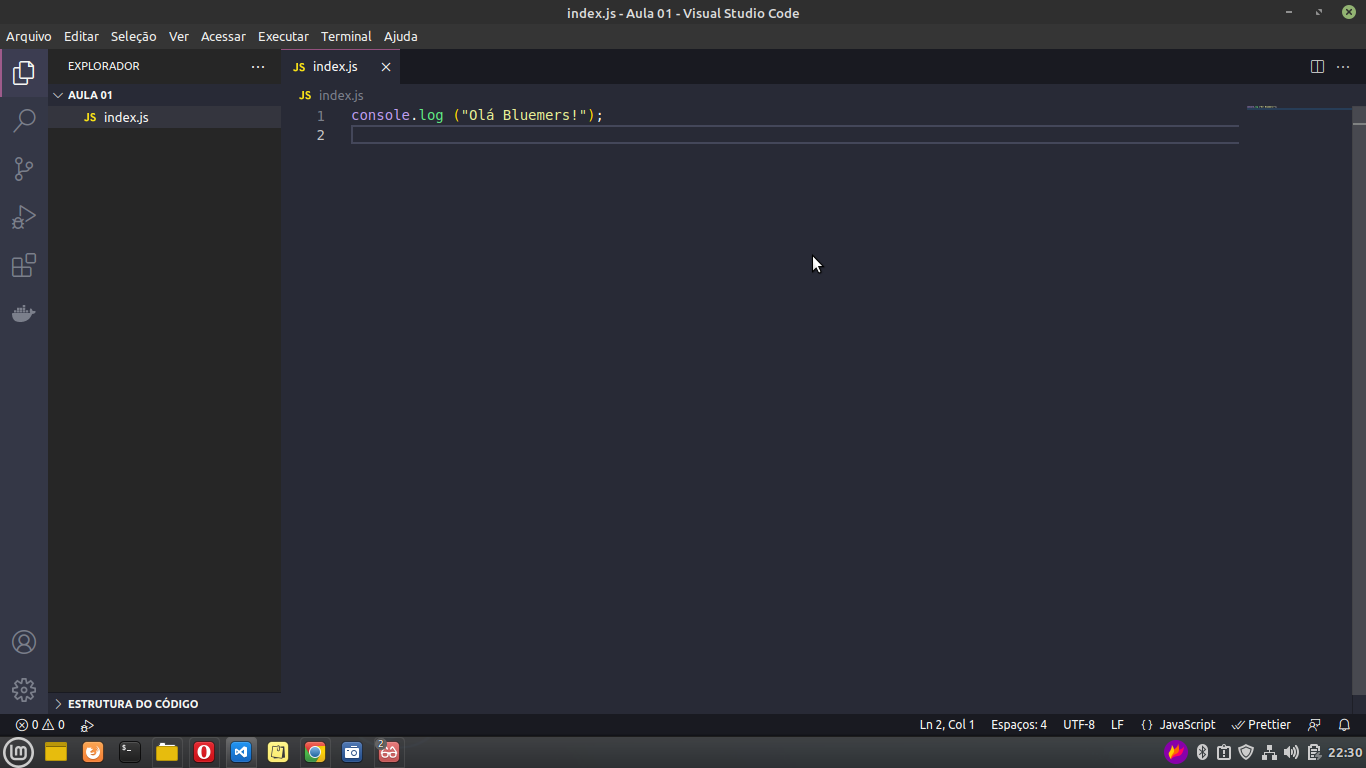 index.js - Aula 01 - Visual Studio Code
Arquivo Editar Seleção Ver Acessar Executar Terminal Ajuda
EXPLORADOR
JS index.js
AULA 01
JS index.js
JS index.js
1 console.log ("Olá Bluemers!");
2
ESTRUTURA DO CÓDIGO
0 0
Ln 2, Col 1 Espaços: 4 UTF-8 LF {} JavaScript Prettier
2
22:30